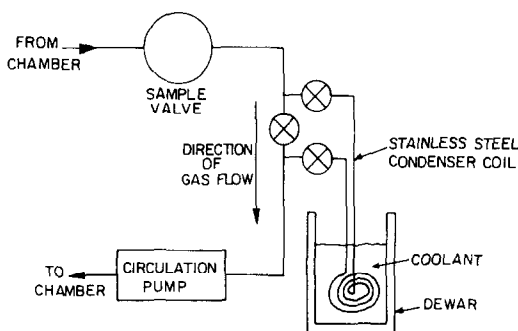 FROM
CHAMBER
SAMPLE
VALVE
DIRECTION
OF
GAS FLOW
STAINLESS STEEL
CONDENSER COIL
TO
CHAMBER
CIRCULATION
PUMP
COOLANT
DEWAR